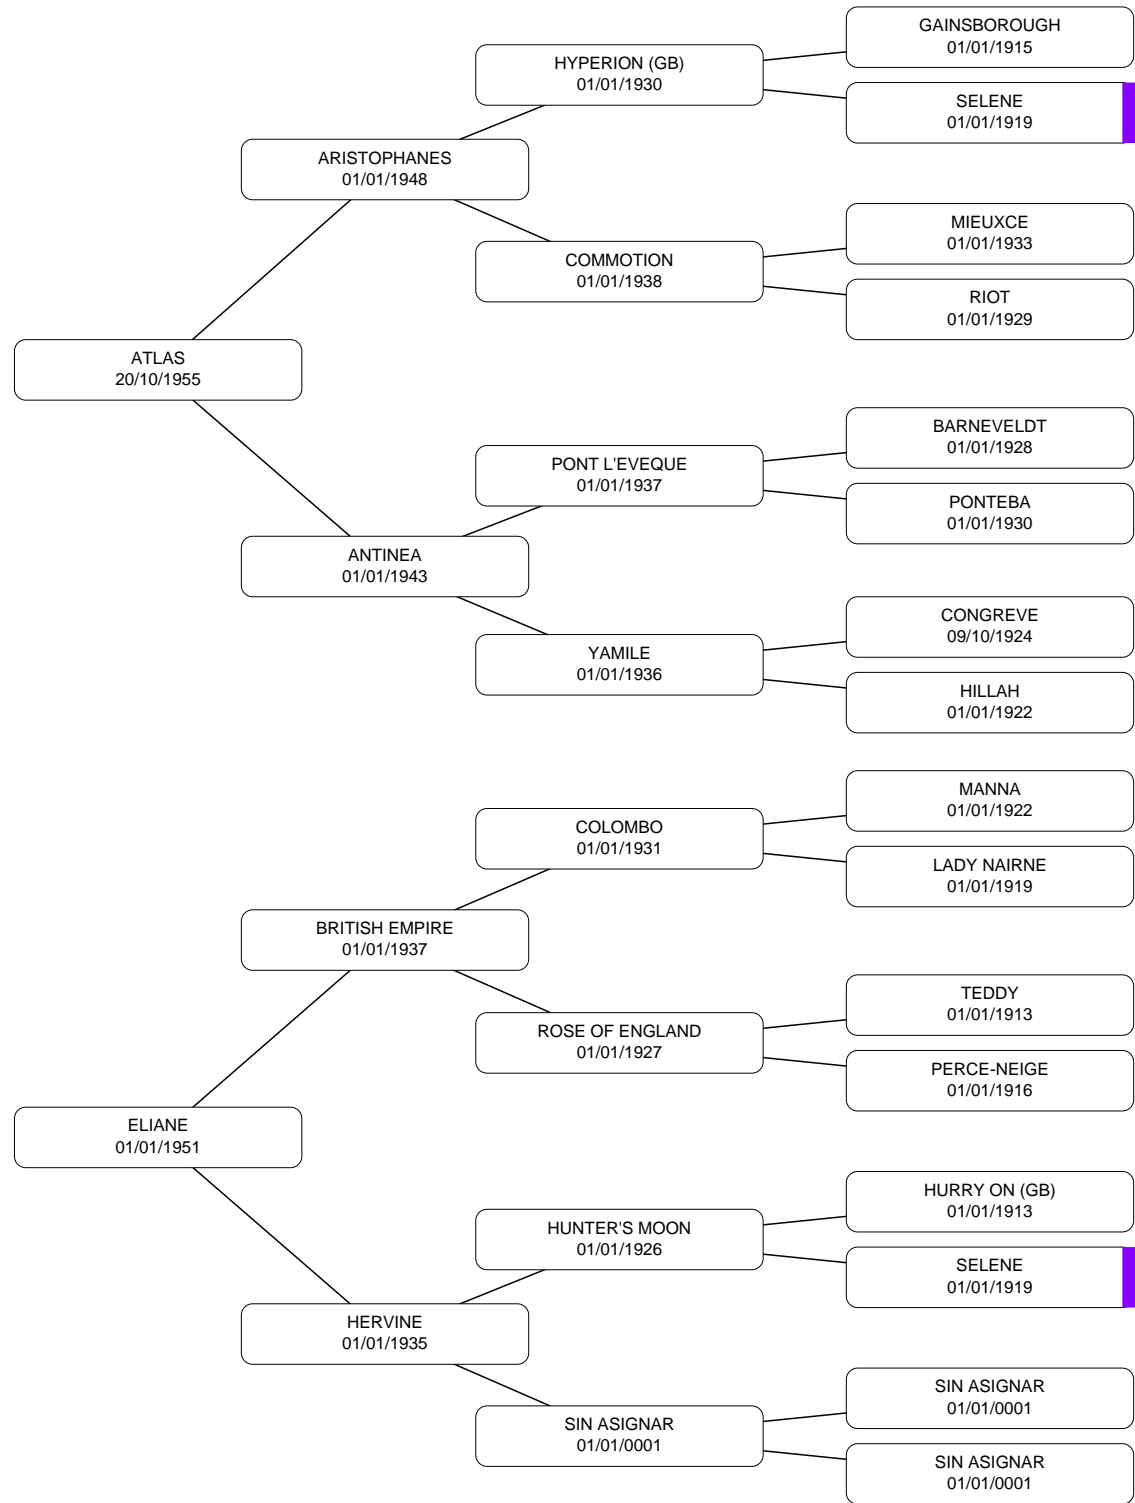 GAINSBOROUGH
01/01/1915
HYPERION (GB)
01/01/1930
SELENE
01/01/1919
ARISTOPHANES
01/01/1948
MIEUXCE
01/01/1933
COMMOTION
01/01/1938
RIOT
01/01/1929
ATLAS
20/10/1955
BARNEVELDT
01/01/1928
PONT L'EVEQUE
01/01/1937
PONTEBA
01/01/1930
ANTINEA
01/01/1943
CONGREVE
09/10/1924
YAMILE
01/01/1936
HILLAH
01/01/1922
MANNA
01/01/1922
COLOMBO
01/01/1931
LADY NAIRNE
01/01/1919
BRITISH EMPIRE
01/01/1937
TEDDY
01/01/1913
ROSE OF ENGLAND
01/01/1927
PERCE-NEIGE
01/01/1916
ELIANE
01/01/1951
HURRY ON (GB)
01/01/1913
HUNTER'S MOON
01/01/1926
SELENE
01/01/1919
HERVINE
01/01/1935
SIN ASIGNAR
01/01/0001
SIN ASIGNAR
01/01/0001
SIN ASIGNAR
01/01/0001